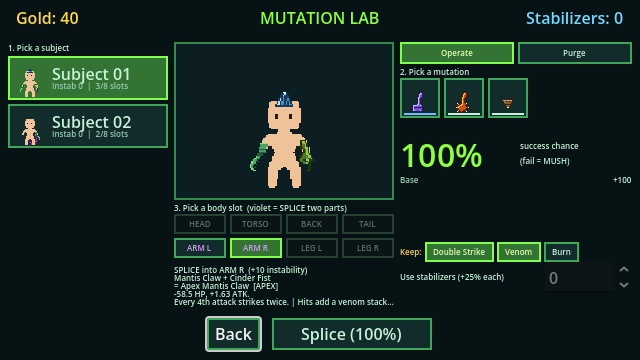 Gold: 40
MUTATION LAB
Stabilizers: 0
1. Pick a subject
Subject 01
Instab 0 | 3/8 slots
Subject 02
Instab 0 | 2/8 slots
3. Pick a body slot (violet = SPLICE two parts)
HEAD
TORSO
BACK
TAIL
ARM L
ARM R
LEG L
LEG R
SPLICE into ARM R (+10 instability)
Mantis Claw + Cinder Fist
= Apex Mantis Claw [APEX]
-58.5 HP, +1.63 ATK.
Every 4th attack strikes twice. | Hits add a venom stack...
Operate
Purge
2. Pick a mutation
100%
success chance
(fail = MUSH)
Base
+100
Keep:
Double Strike
Venom
Burn
Use stabilizers (+25% each)
0
Back
Splice (100%)